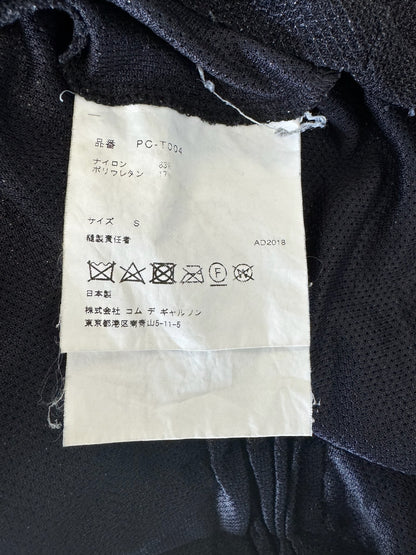 品番 PC-T004
ナイロン 83%
ポリウレタン 17%
サイズ S
縫製責任者 AD2018
F
日本製
株式会社 コム デ ギャルソン
東京都港区南青山5-11-5